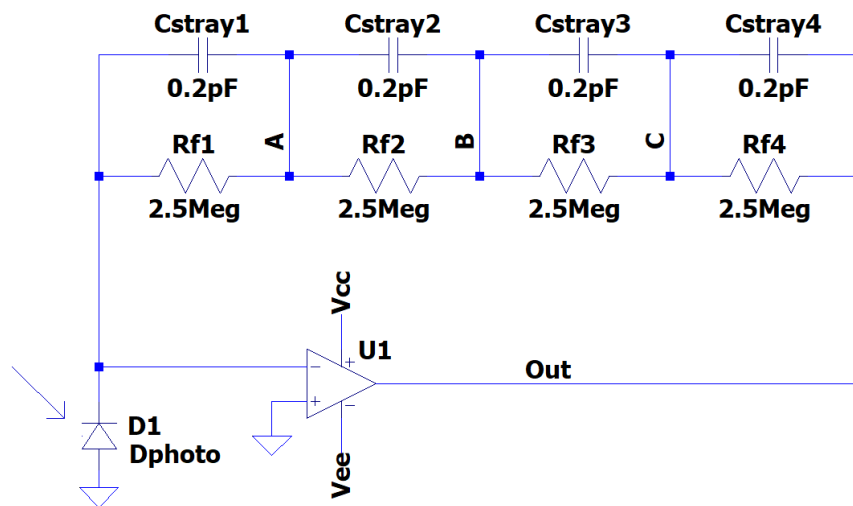 Cstray1 Cstray2 Cstray3 Cstray4
0.2pF 0.2pF 0.2pF 0.2pF
A B C
Rf1 Rf2 Rf3 Rf4
2.5Meg 2.5Meg 2.5Meg 2.5Meg
Vcc
U1
Out
D1
Dphoto
Vee